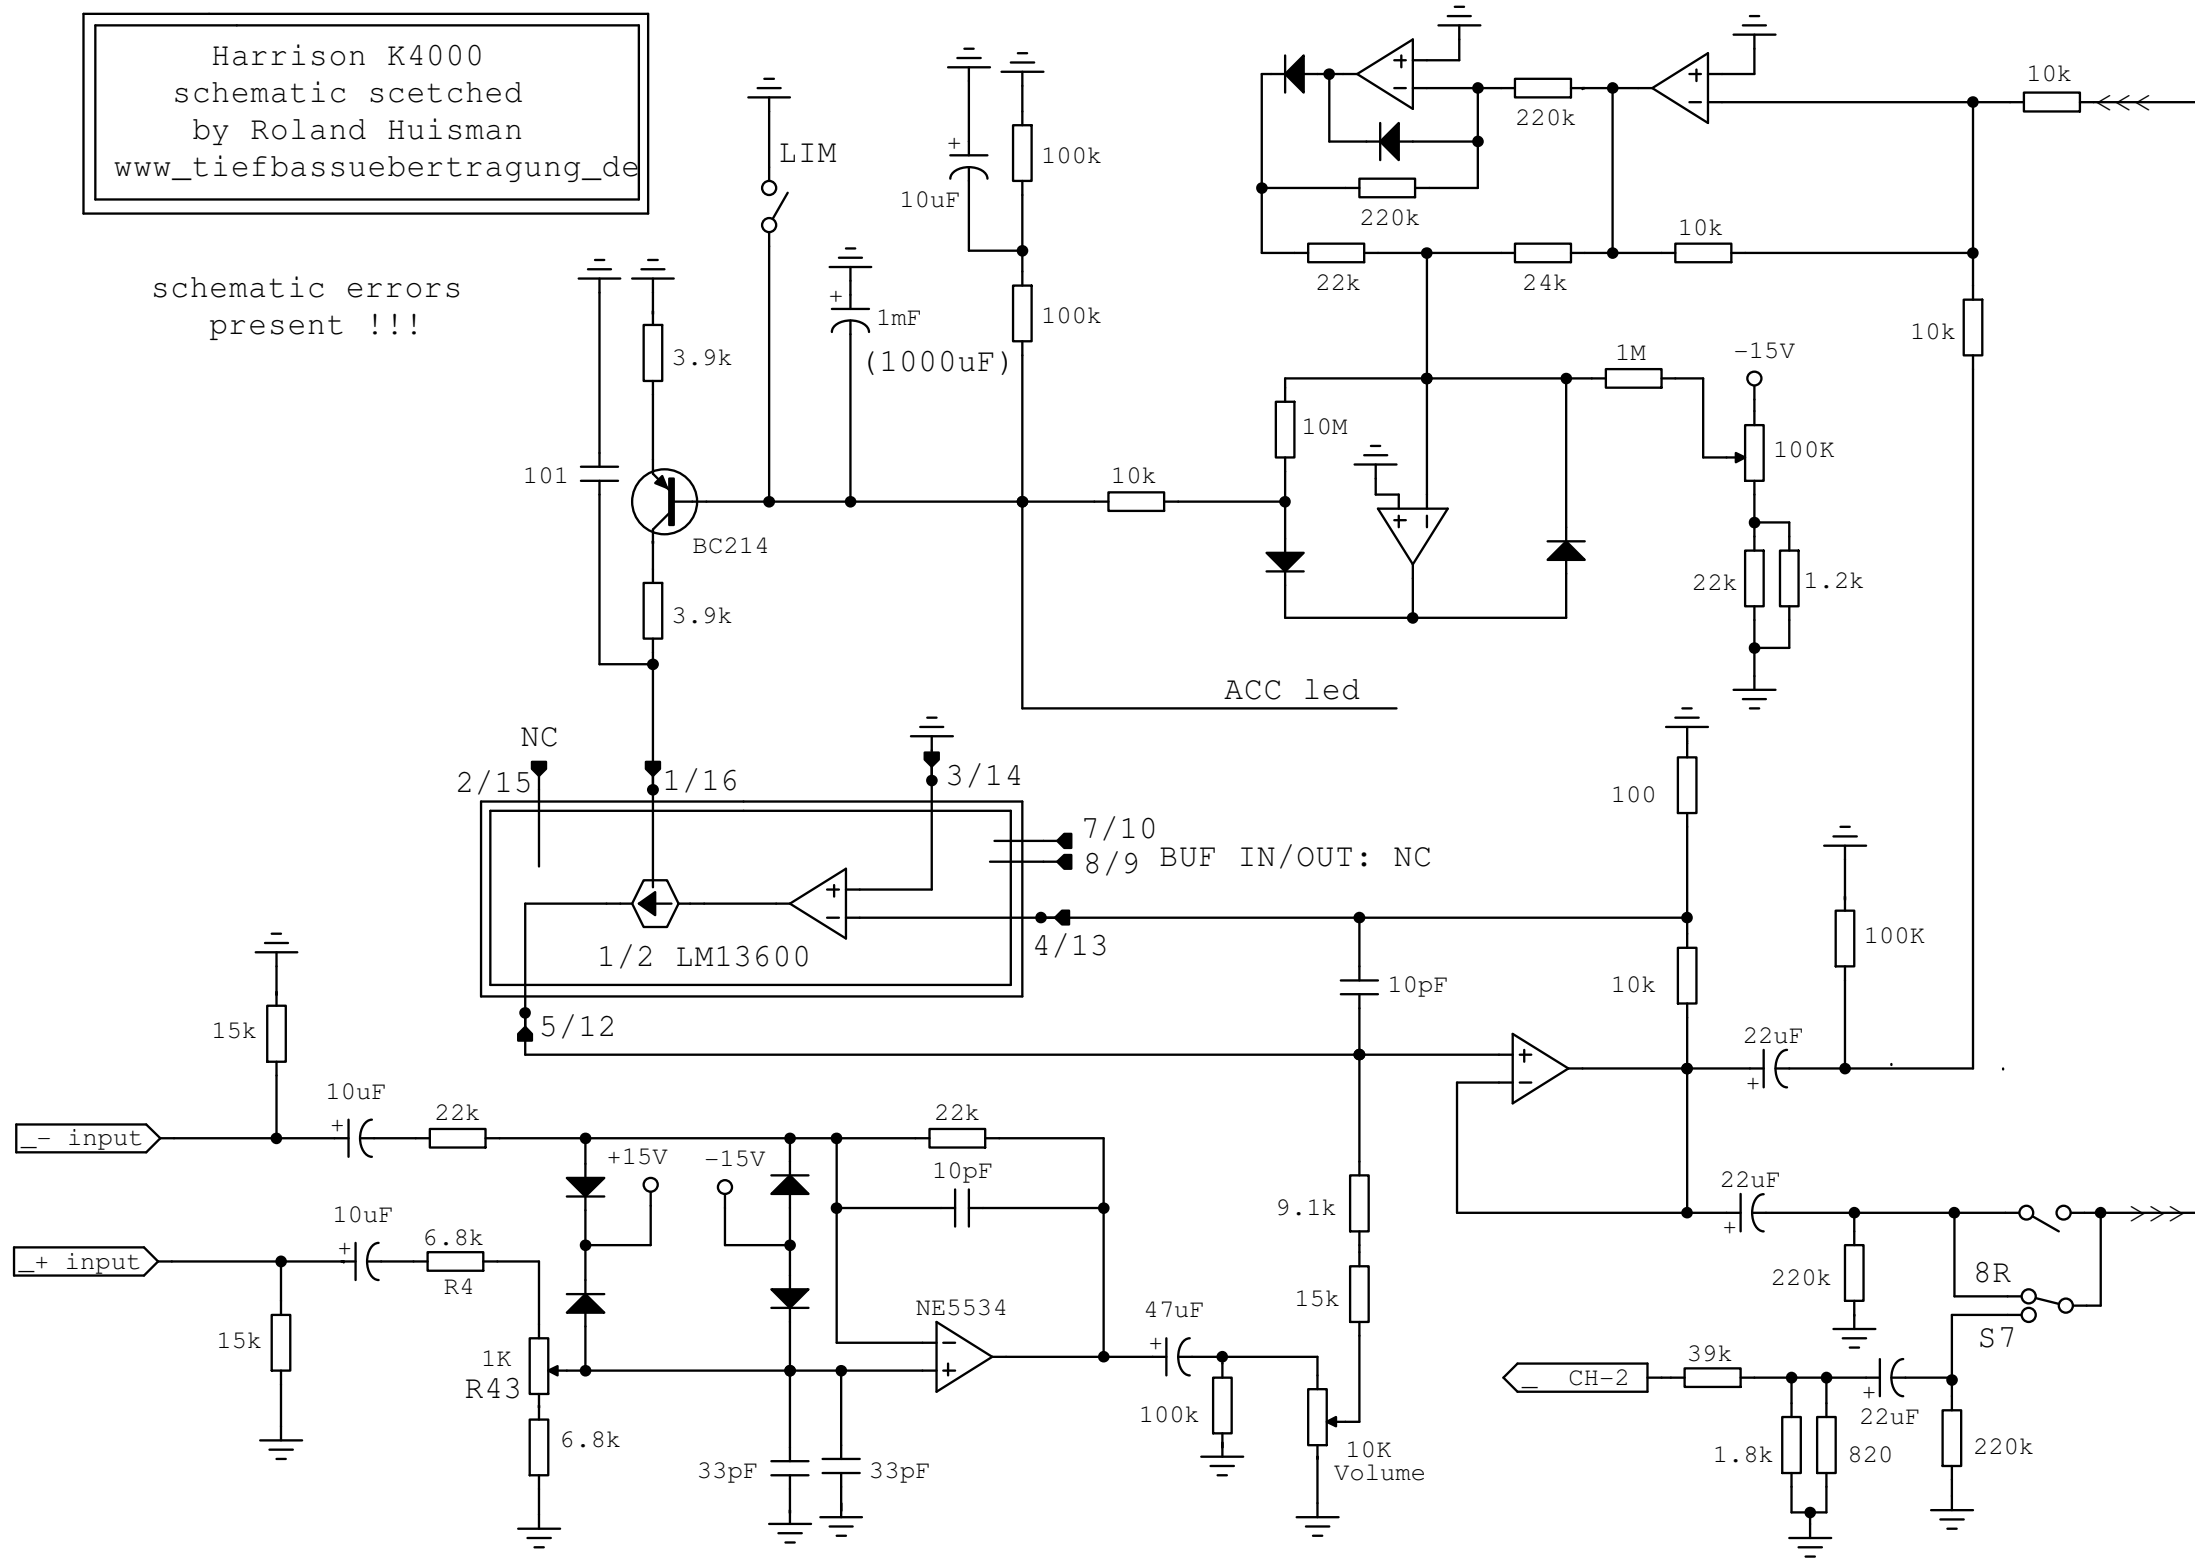 Harrison K4000
schematic scetched
by Roland Huisman
www_tiefbassuebertragung_de
schematic errors
present !!!
LIM
+
10uF
100k
+
1mF
(1000uF)
100k
3.9k
101
BC214
3.9k
10k
ACC led
+
−
220k
220k
+
−
10k
22k
24k
10k
10k
1M
−15V
10M
100K
+
−
22k
1.2k
NC
2/15
1/16
3/14
7/10
8/9
BUF IN/OUT: NC
+
−
4/13
1/2 LM13600
5/12
100
10k
100K
10pF
+
−
22uF
+
15k
_- input
10uF
+
22k
22k
+15V
−15V
10pF
_+ input
10uF
+
6.8k
R4
15k
1K
R43
6.8k
NE5534
−
+
33pF
33pF
47uF
+
100k
10K
Volume
9.1k
15k
22uF
+
220k
8R
S7
_ CH-2
39k
1.8k
820
+
22uF
220k